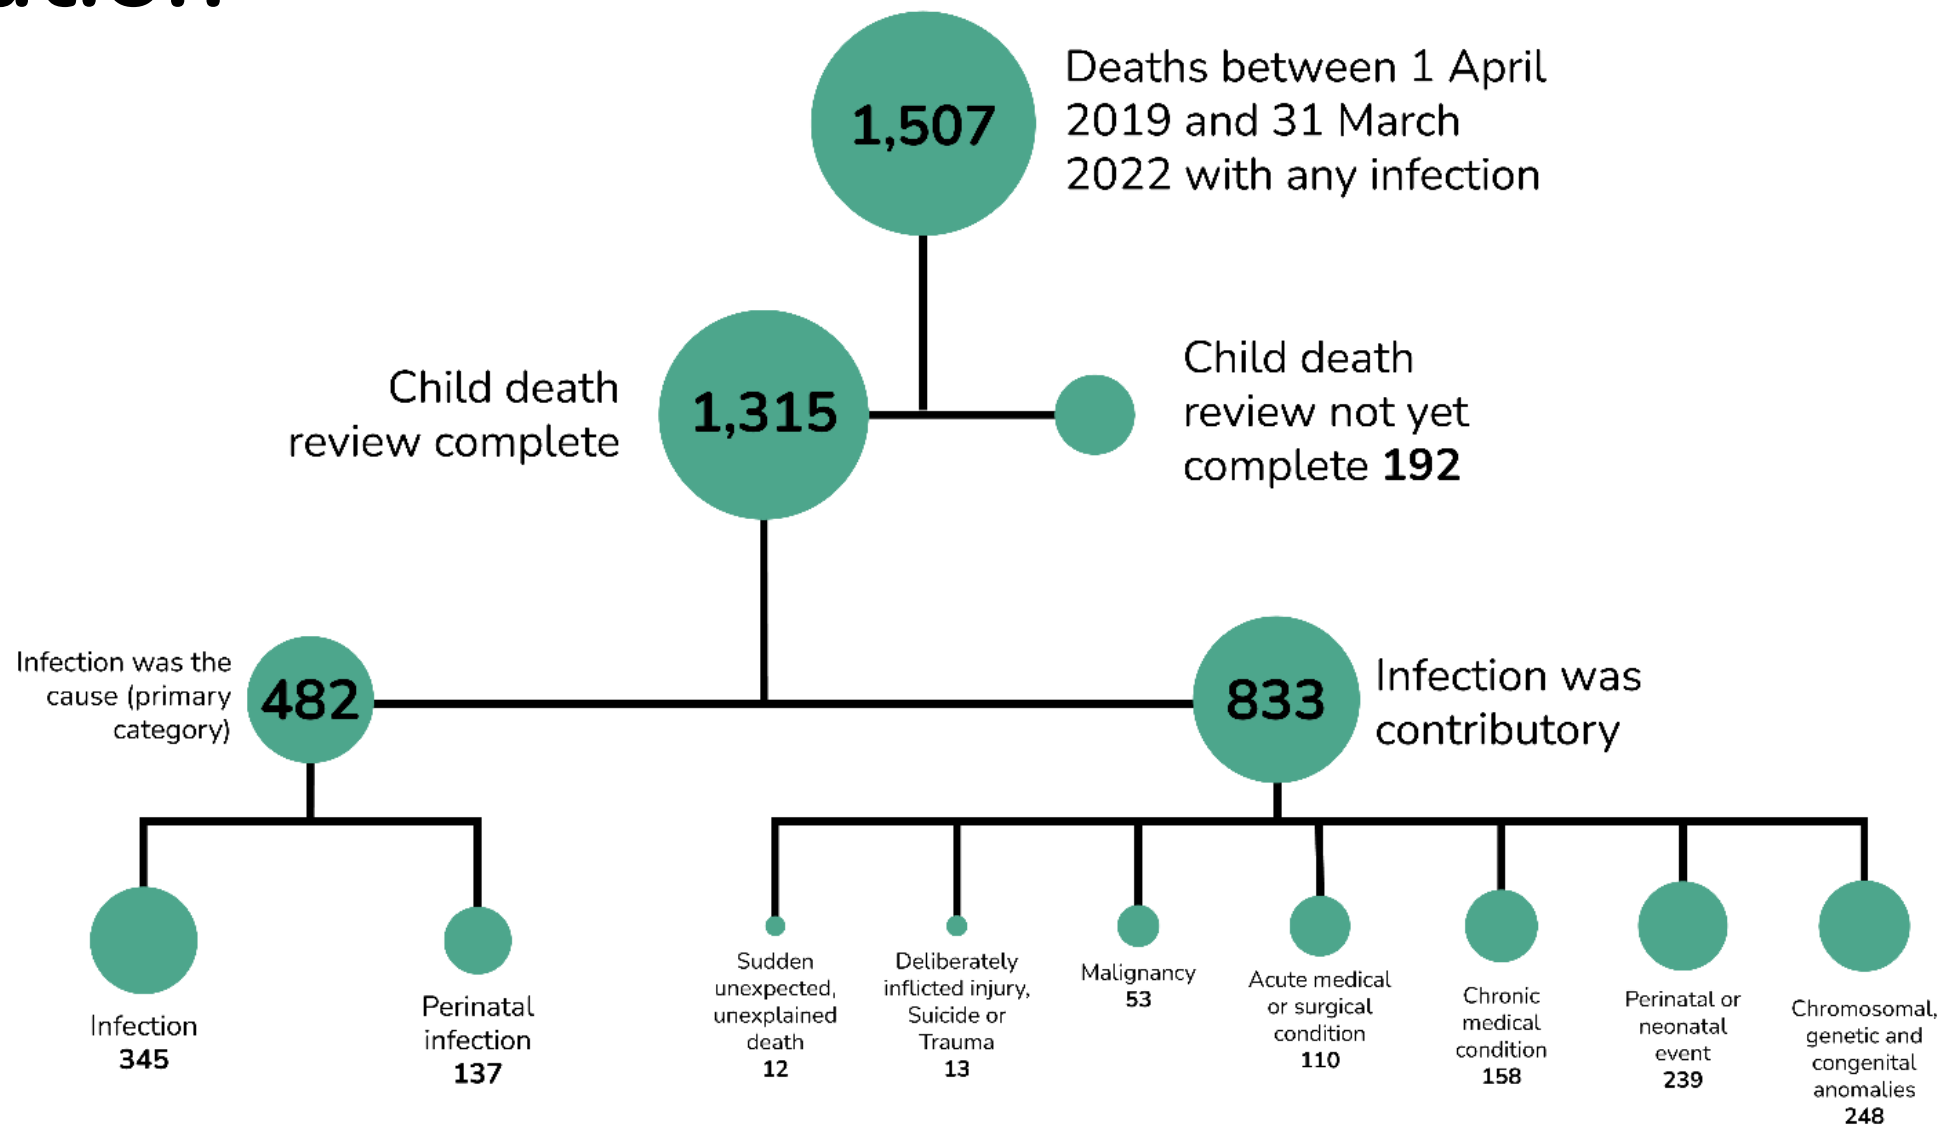 1,507
Deaths between 1 April
2019 and 31 March
2022 with any infection
Child death
review complete
1,315
Child death
review not yet
complete 192
Infection was the
cause (primary
category)
482
833
Infection was
contributory
Infection
345
Perinatal
infection
137
Sudden
unexpected,
unexplained
death
12
Deliberately
inflicted injury,
Suicide or
Trauma
13
Malignancy
53
Acute medical
or surgical
condition
110
Chronic
medical
condition
158
Perinatal or
neonatal
event
239
Chromosomal,
genetic and
congenital
anomalies
248